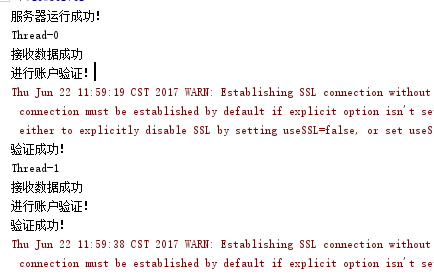 服务器运行成功!
Thread-0
接收数据成功
进行账户验证!
Thu Jun 22 11:59:19 CST 2017 WARN: Establishing SSL connection without
connection must be established by default if explicit option isn't se
either to explicitly disable SSL by setting useSSL=false, or set useS
验证成功!
Thread-1
接收数据成功
进行账户验证!
验证成功!
Thu Jun 22 11:59:38 CST 2017 WARN: Establishing SSL connection without
connection must be established by default if explicit option isn't se